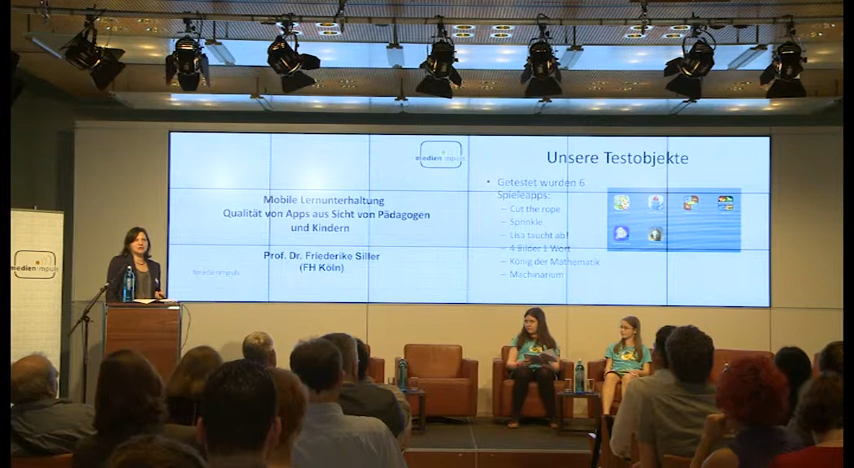 medien impuls
Mobile Lernunterhaltung
Qualität von Apps aus Sicht von Pädagogen
und Kindern
Prof. Dr. Friederike Siller
(FH Köln)
medien impuls
Unsere Testobjekte
• Getestet wurden 6
Spieleapps:
– Cut the rope
– Sprinkle
– Lisa taucht ab!
– 4 Bilder 1 Wort
– König der Mathematik
– Machinarium
medien impuls